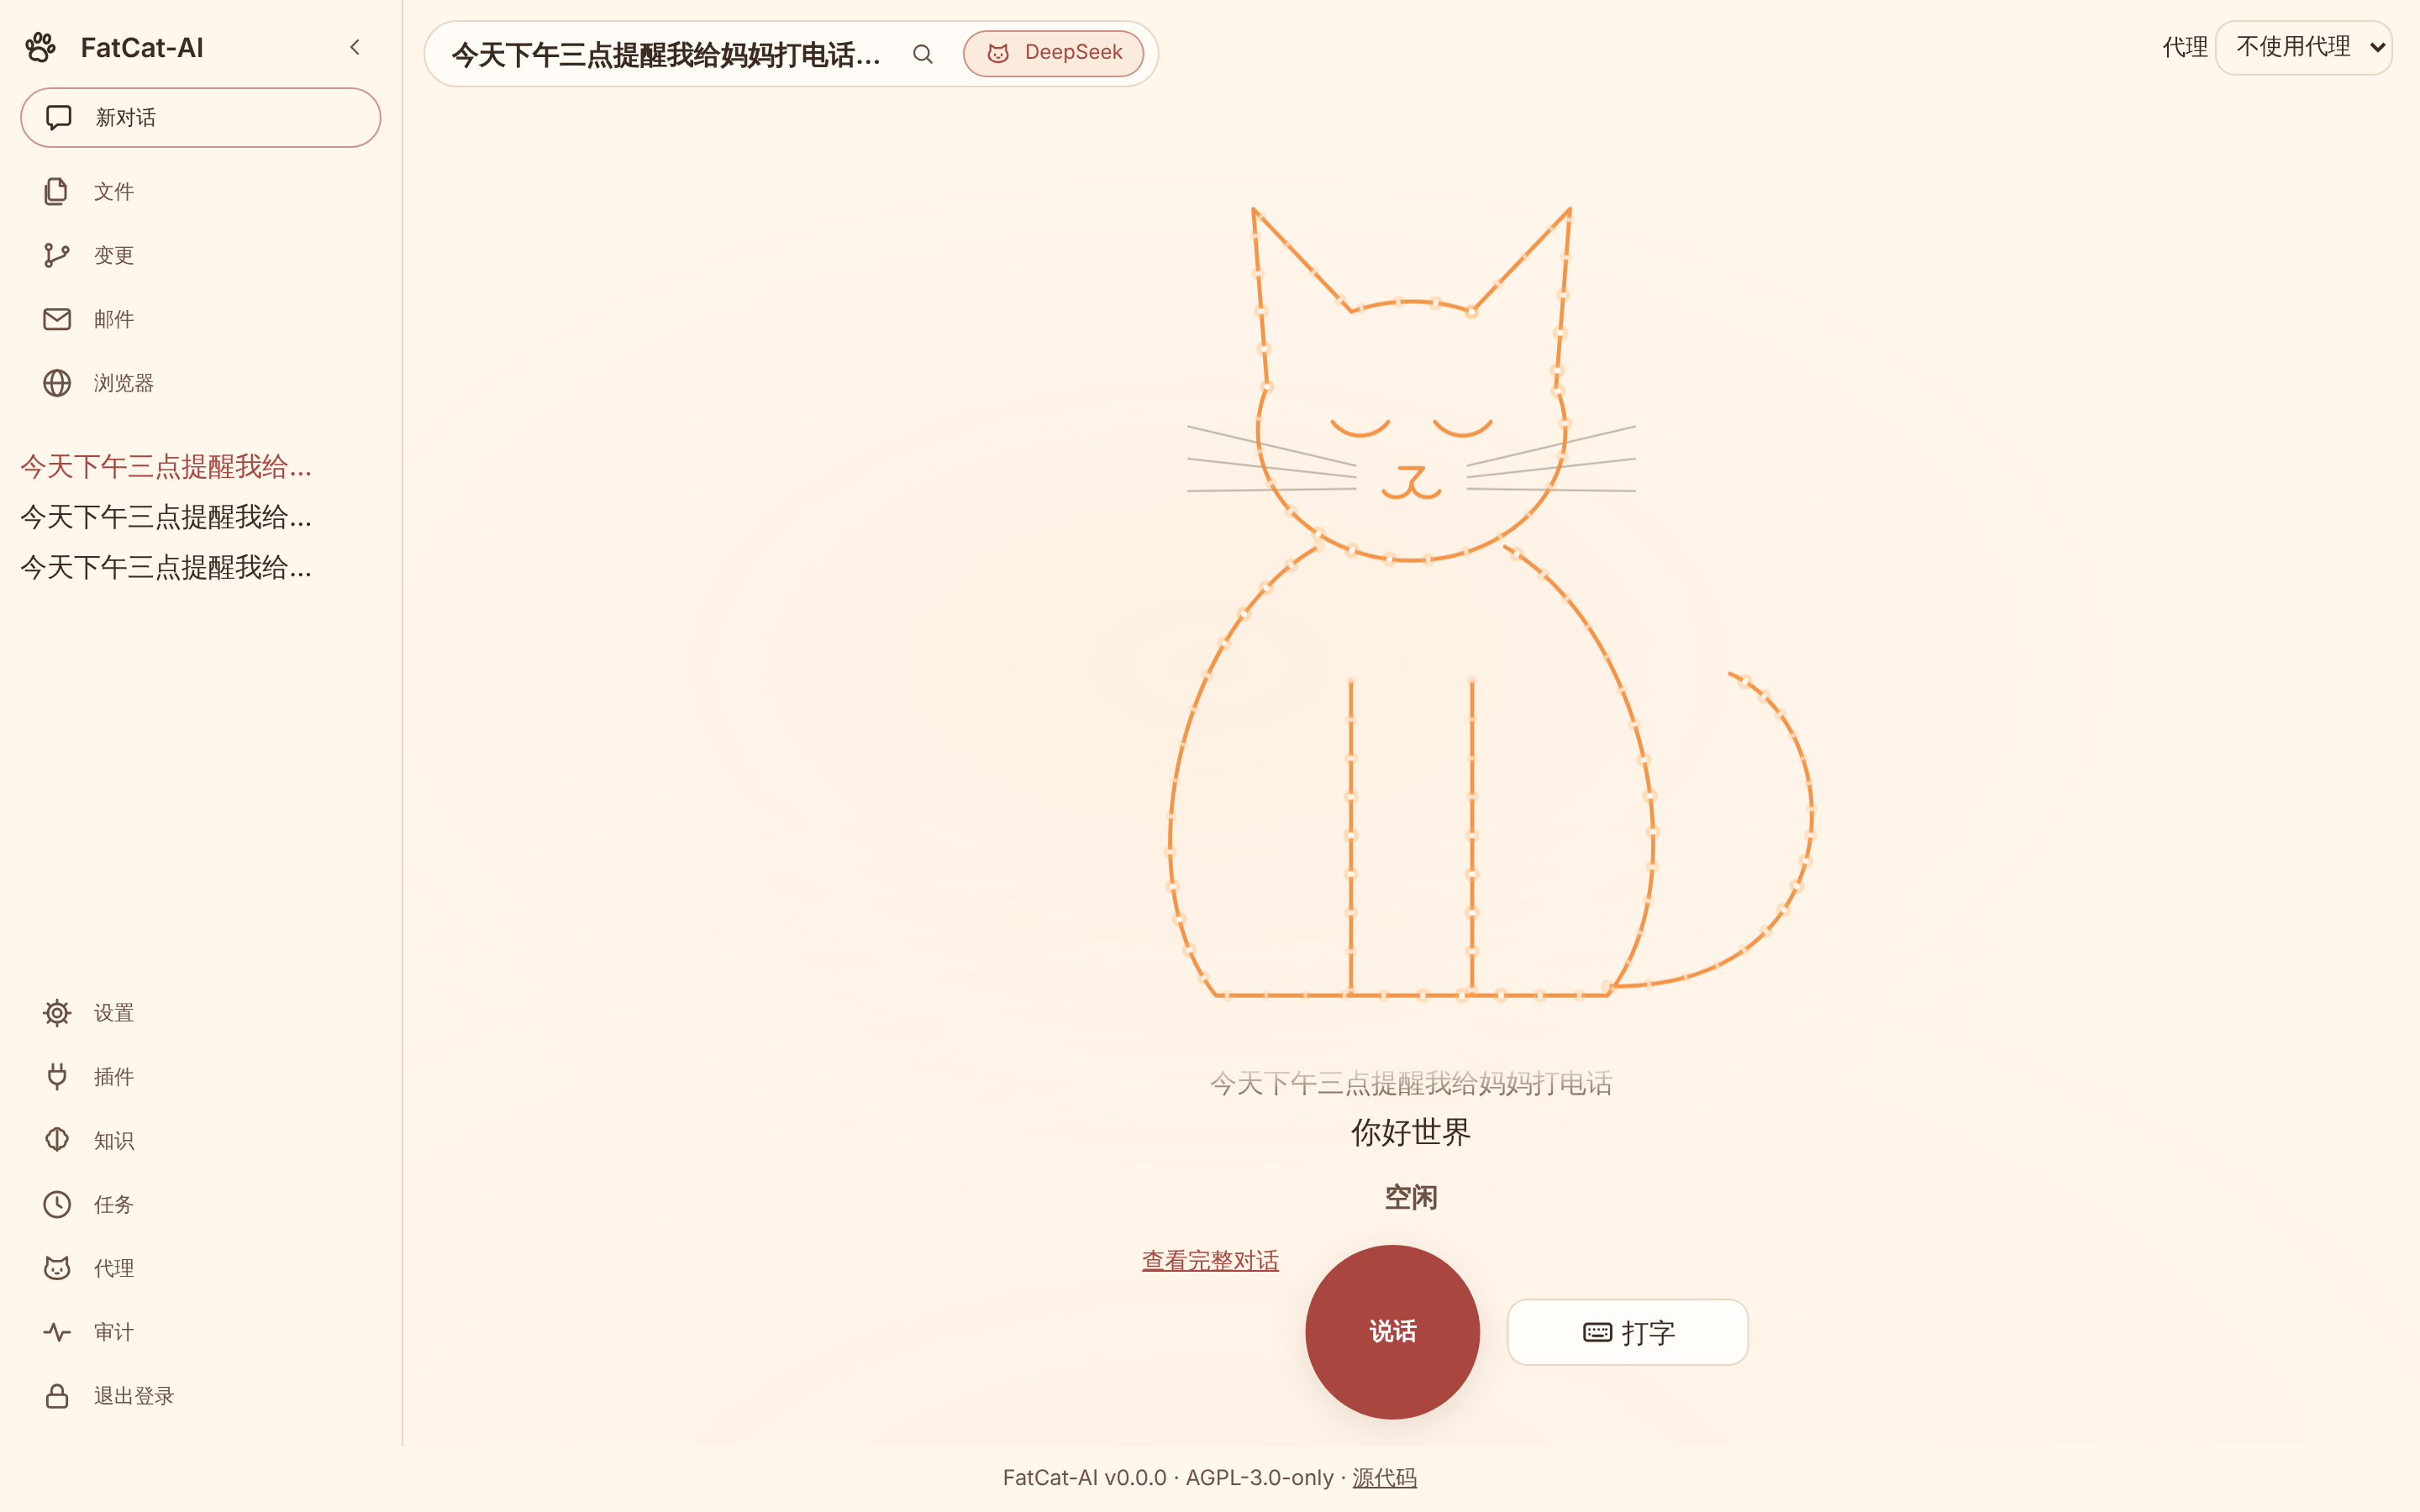 FatCat-AI
新对话
文件
变更
邮件
浏览器
今天下午三点提醒我给...
今天下午三点提醒我给...
今天下午三点提醒我给...
设置
插件
知识
任务
代理
审计
退出登录
今天下午三点提醒我给妈妈打电话...
DeepSeek
代理
不使用代理
今天下午三点提醒我给妈妈打电话
你好世界
空闲
查看完整对话
说话
打字
FatCat-AI v0.0.0 · AGPL-3.0-only · 源代码